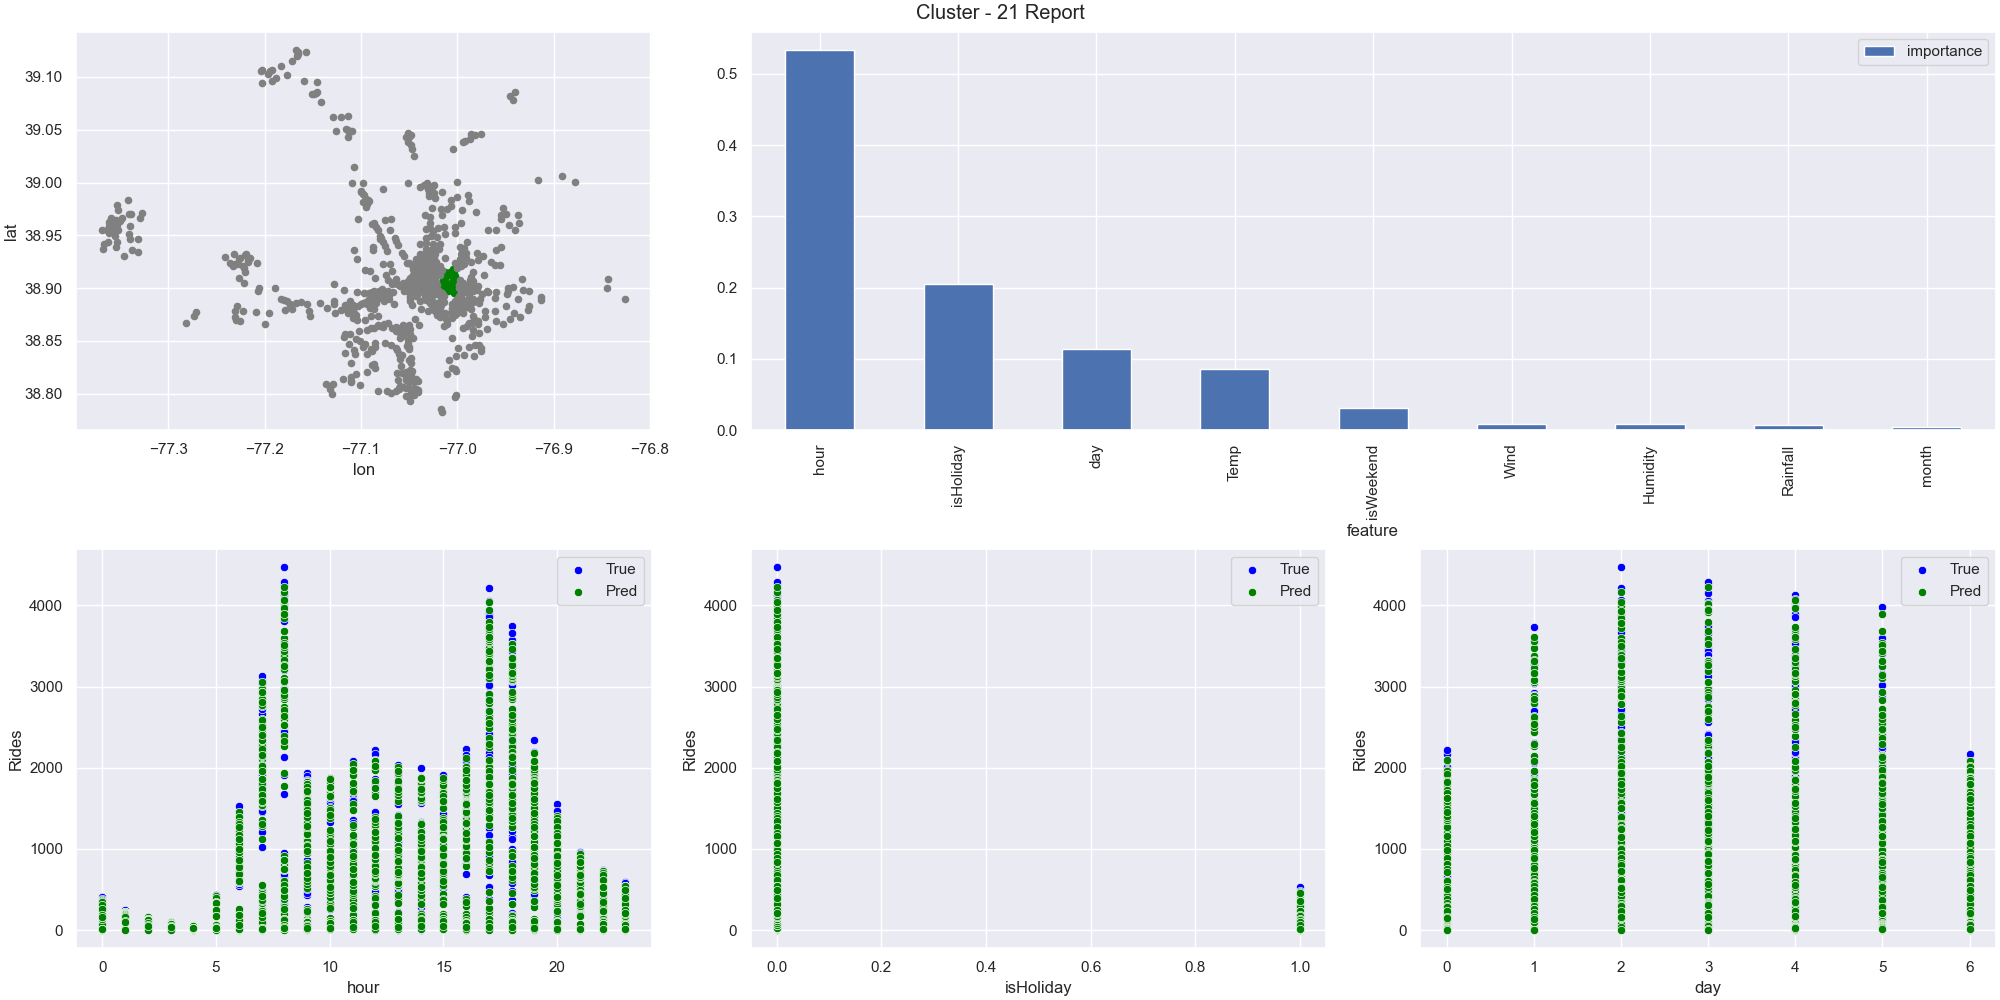 Cluster - 21 Report
39.10
39.05
39.00
38.95
38.90
38.85
38.80
lat
−77.3 −77.2 −77.1 −77.0 −76.9 −76.8
lon
importance
0.5
0.4
0.3
0.2
0.1
0.0
hour isHoliday day Temp isWeekend Wind Humidity Rainfall month
feature
True
Pred
4000
3000
2000
1000
0
Rides
0 5 10 15 20
hour
True
Pred
4000
3000
2000
1000
0
Rides
0.0 0.2 0.4 0.6 0.8 1.0
isHoliday
True
Pred
4000
3000
2000
1000
0
Rides
0 1 2 3 4 5 6
day